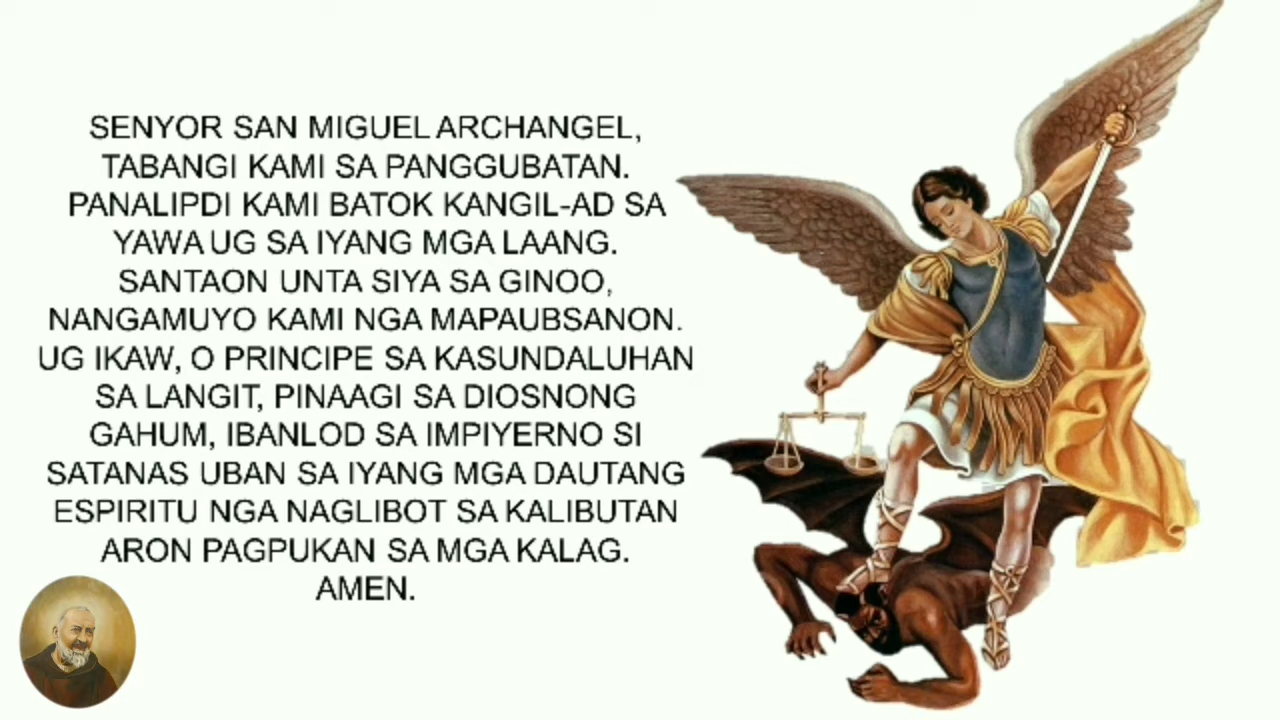 SENYOR SAN MIGUEL ARCHANGEL,
TABANGI KAMI SA PANGGUBATAN.
PANALIPDI KAMI BATOK KANGIL-AD SA
YAWA UG SA IYANG MGA LAANG.
SANTAON UNTA SIYA SA GINOO,
NANGAMUYO KAMI NGA MAPAUBSANON.
UG IKAW, O PRINCIPE SA KASUNDALUHAN
SA LANGIT, PINAAGI SA DIOSNONG
GAHUM, IBANLOD SA IMPIYERNO SI
SATANAS UBAN SA IYANG MGA DAUTANG
ESPIRITU NGA NAGLIBOT SA KALIBUTAN
ARON PAGPUKAN SA MGA KALAG.
AMEN.